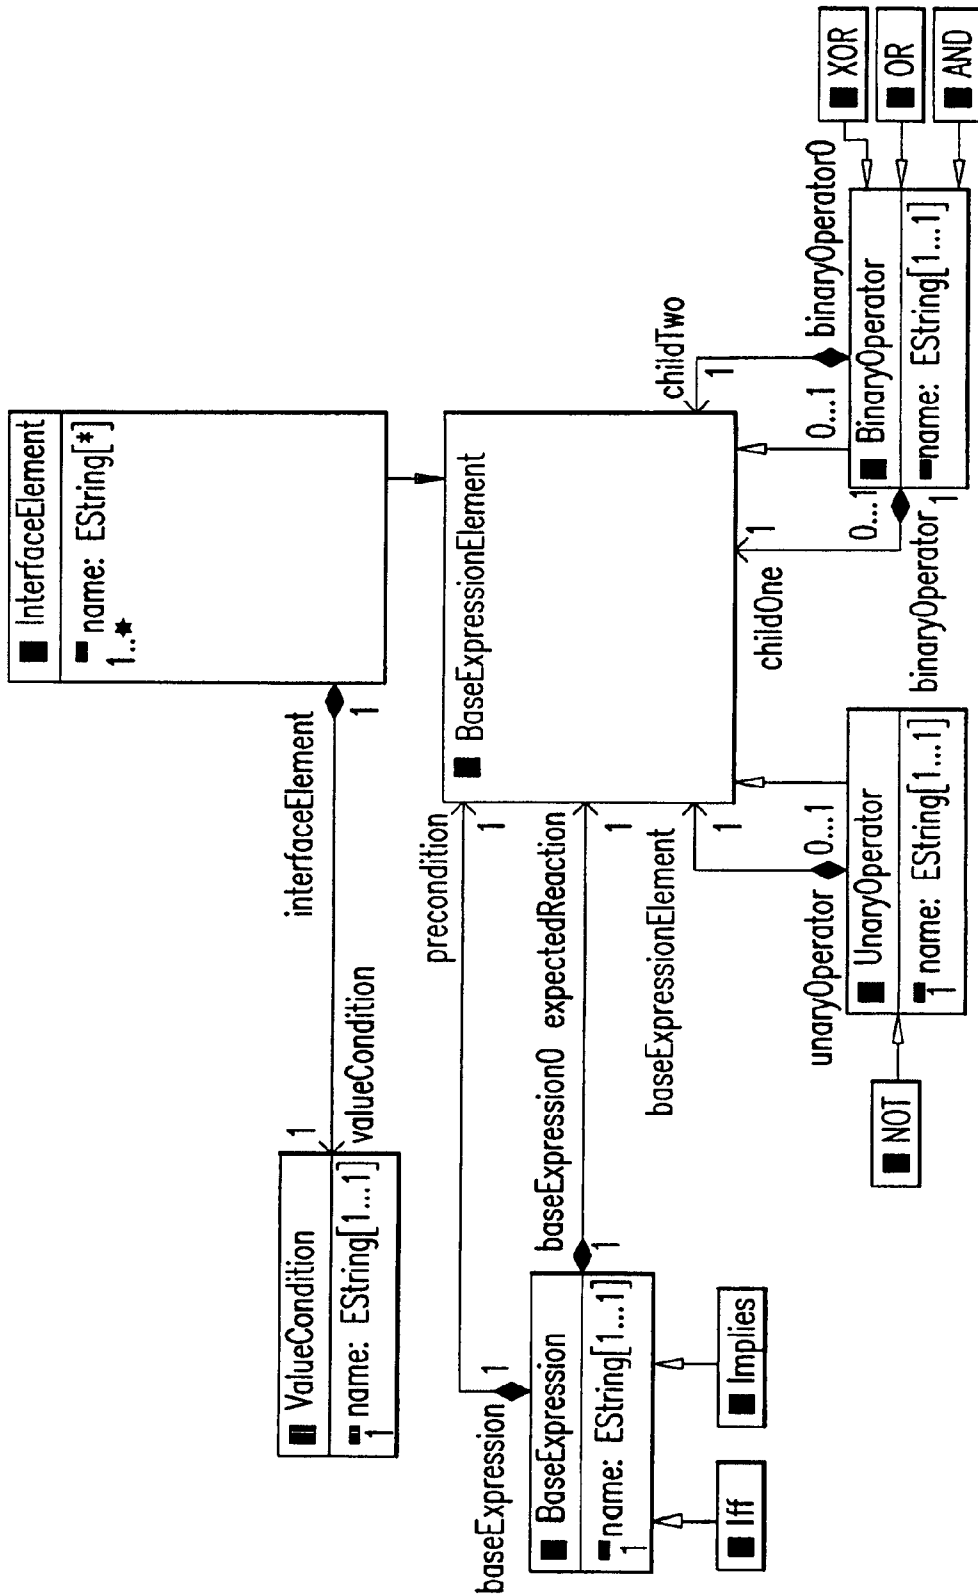 InterfaceElement
name: EString[*]
1..*
1
interfaceElement
1
valueCondition
ValueCondition
name: EString[1...1]
1
BaseExpressionElement
precondition
1
baseExpression
1
expectedReaction
1
baseExpression0
1
baseExpressionElement
1
BaseExpression
name: EString[1...1]
1
Iff
Implies
childOne
1
childTwo
1
unaryOperator
0...1
UnaryOperator
name: EString[1...1]
1
NOT
binaryOperator
0...1
binaryOperator0
0...1
BinaryOperator
name: EString[1...1]
1
XOR
OR
AND